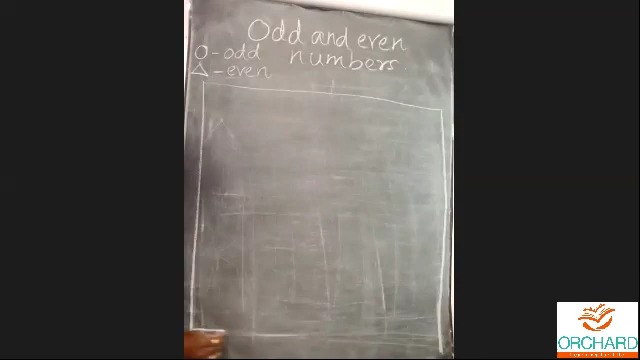 Odd and even
numbers
O - odd
△ - even
ORCHARD